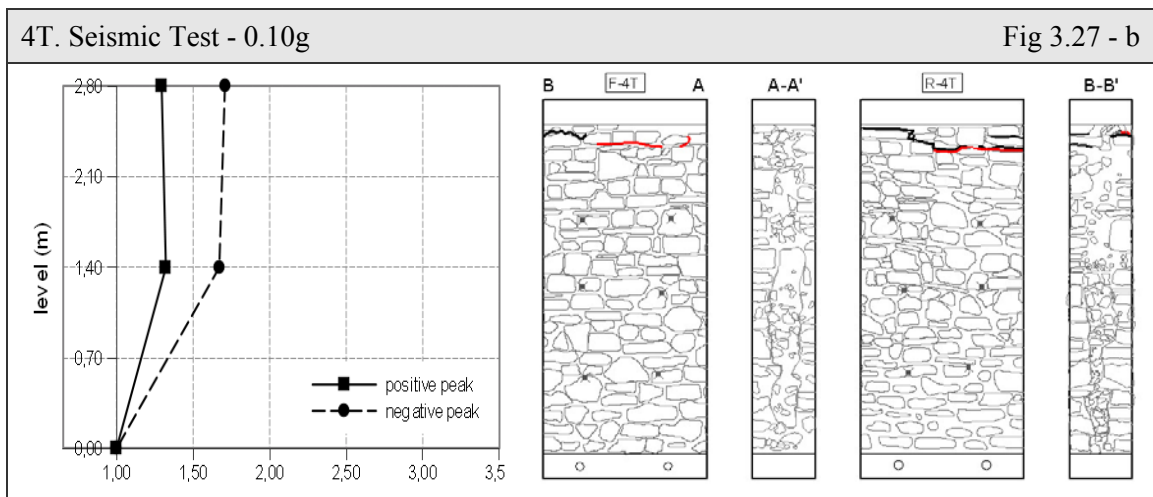 4T. Seismic Test - 0.10g Fig 3.27 - b
B F-4T A A-A' R-4T B-B'
level (m)
2,80
2,10
1,40
0,70
0,00
1,00 1,50 2,00 2,50 3,00 3,5
positive peak
negative peak